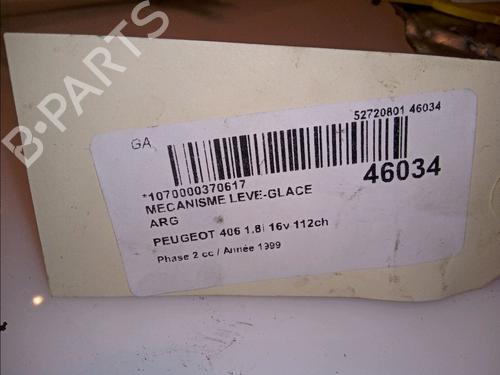 B-PARTS
GA
52720801 46034
*1070000370617
46034
MECANISME LEVE-GLACE
ARG
PEUGEOT 406 1.8i 16v 112ch
Phase 2 cc / Année 1999